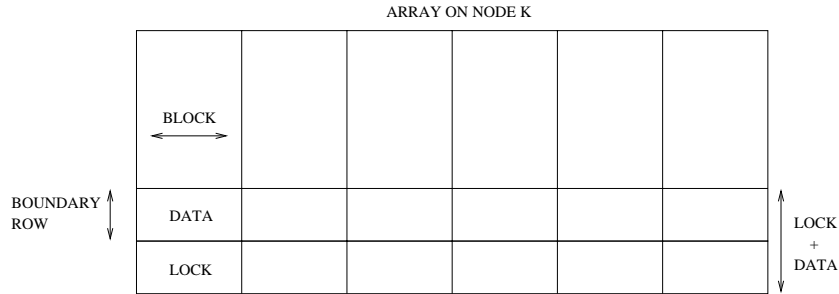 ARRAY ON NODE K
BLOCK
BOUNDARY
ROW
DATA
LOCK
LOCK
+
DATA